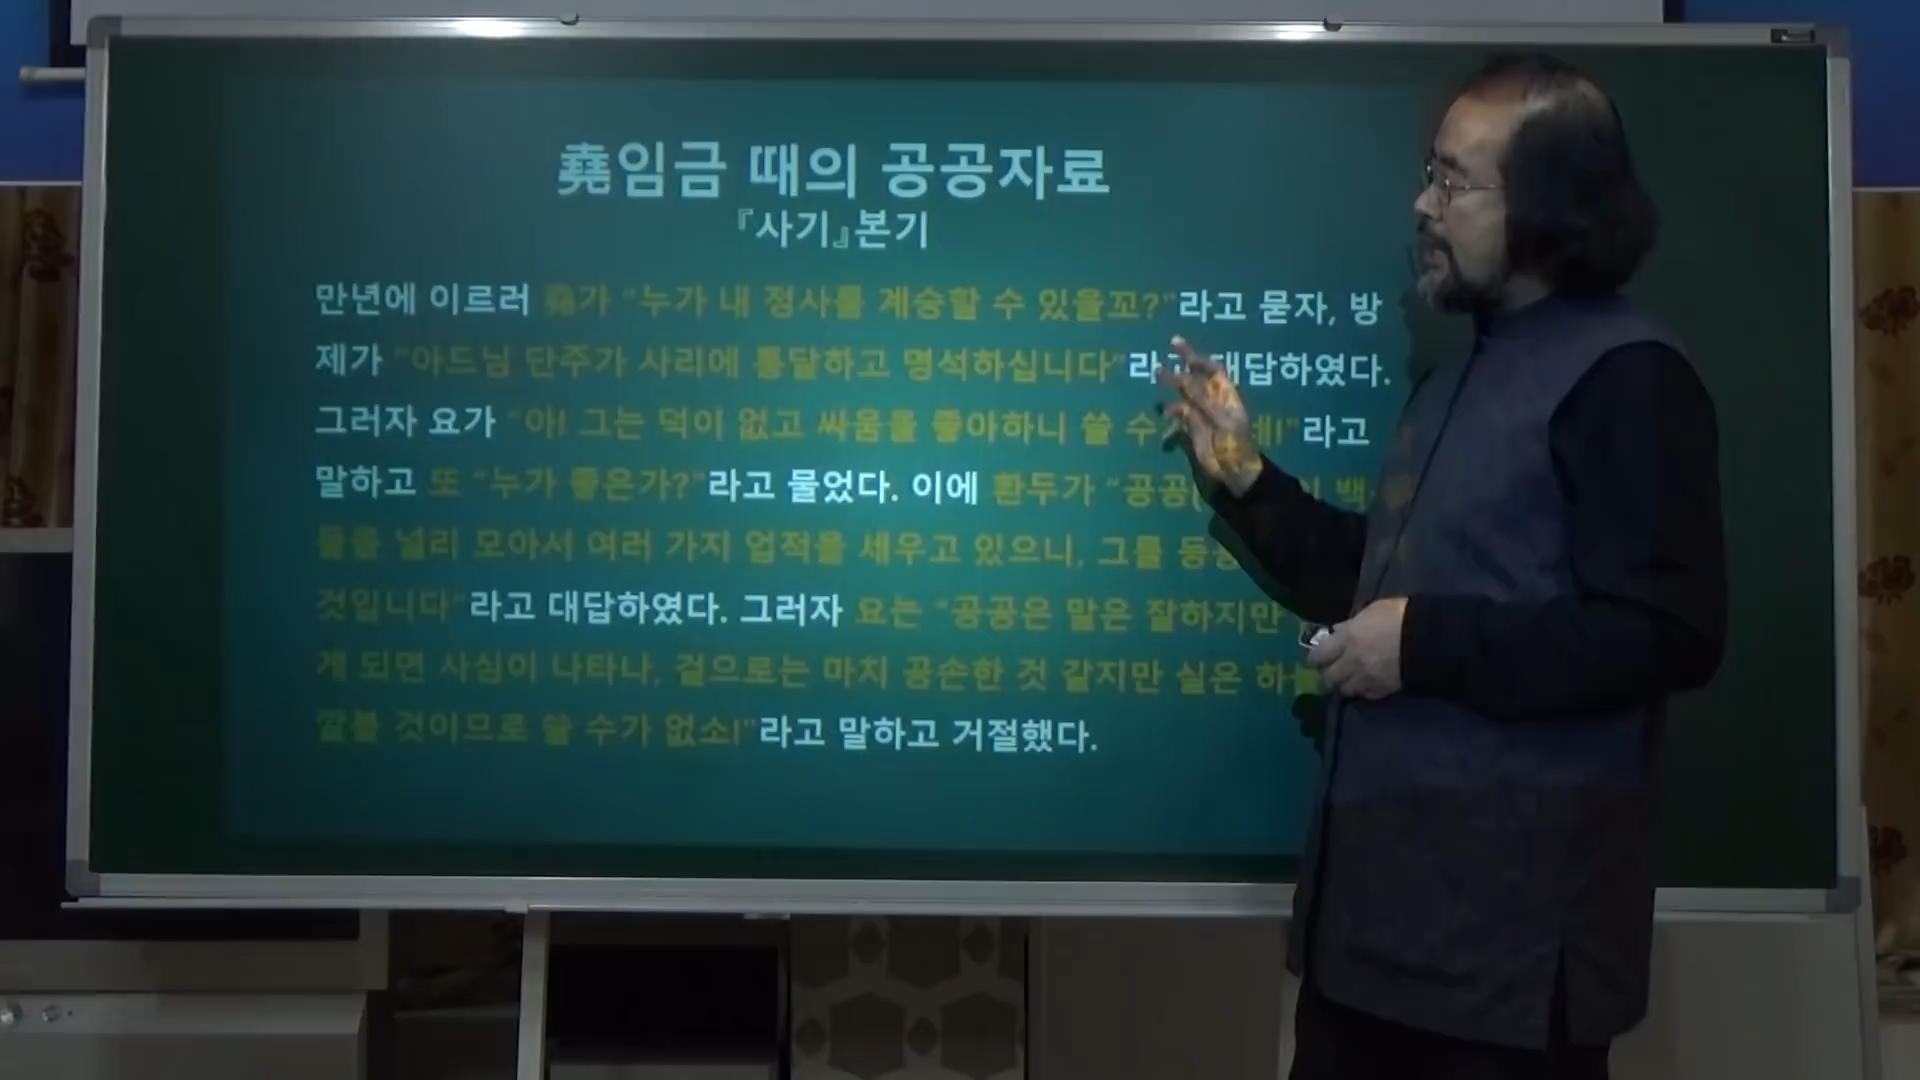 堯임금 때의 공공자료
『사기』본기
만년에 이르러 堯가 "누가 내 정사를 계승할 수 있을꼬?"라고 묻자, 방
제가 "아드님 단주가 사리에 통달하고 명석하십니다"라고 대답하였다.
그러자 요가 "아! 그는 덕이 없고 싸움을 좋아하니 쓸 수 "라고
말하고 또 "누가 좋은가?"라고 물었다. 이에 환두가 "공공( 백
들을 널리 모아서 여러 가지 업적을 세우고 있으니, 그를
것입니다"라고 대답하였다. 그러자 요는 "공공은 말은 잘하지만
게 되면 사심이 나타나, 겉으로는 마치 공손한 것 같지만 실은
깔볼 것이므로 쓸 수가 없소!"라고 말하고 거절했다.